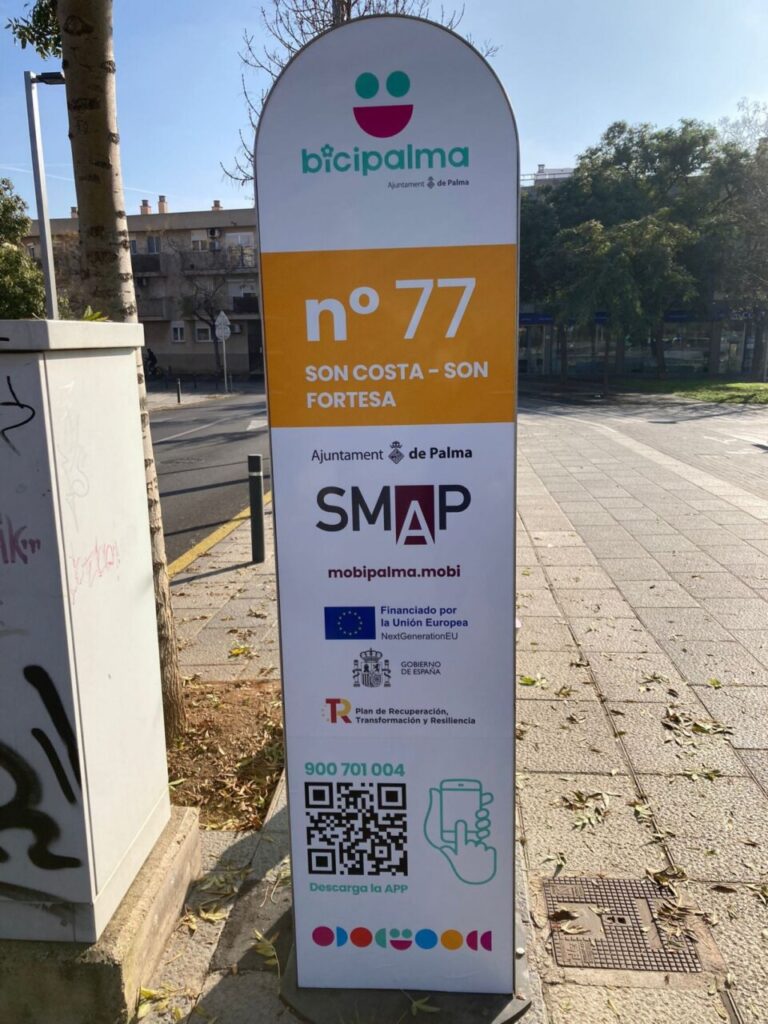 bicipalma
Ajuntament de Palma
nº 77
SON COSTA - SON
FORTESA
Ajuntament de Palma
SMAP
mobipalma.mobi
Financiado por
la Unión Europea
NextGenerationEU
GOBIERNO
DE ESPAÑA
TR Plan de Recuperación,
Transformación y Resiliencia
900 701 004
Descarga la APP